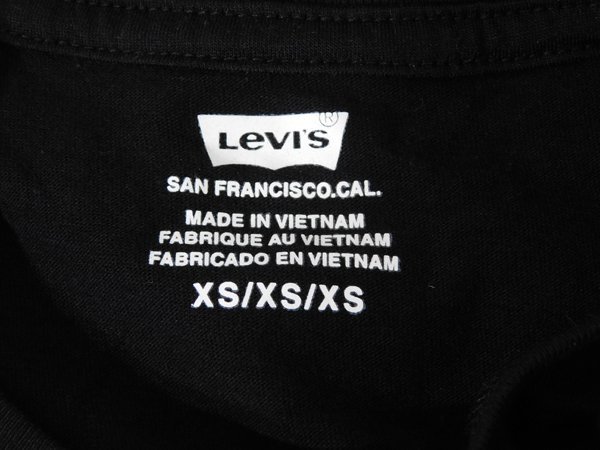 Levi's ®
SAN FRANCISCO.CAL.
MADE IN VIETNAM
FABRIQUE AU VIETNAM
FABRICADO EN VIETNAM
XS/XS/XS